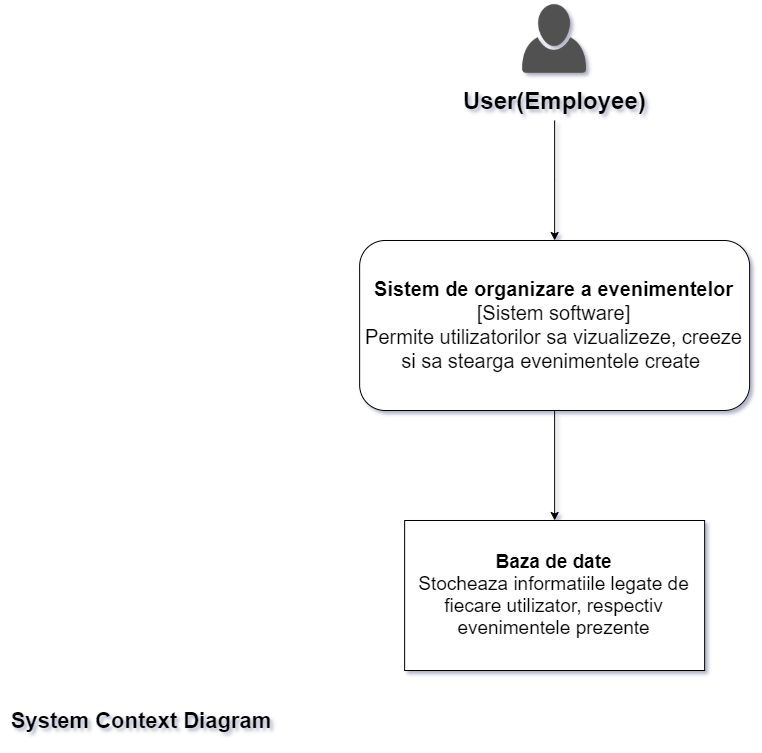 User(Employee)
Sistem de organizare a evenimentelor
[Sistem software]
Permite utilizatorilor sa vizualizeze, creeze
si sa stearga evenimentele create
Baza de date
Stocheaza informatiile legate de
fiecare utilizator, respectiv
evenimentele prezente
System Context Diagram